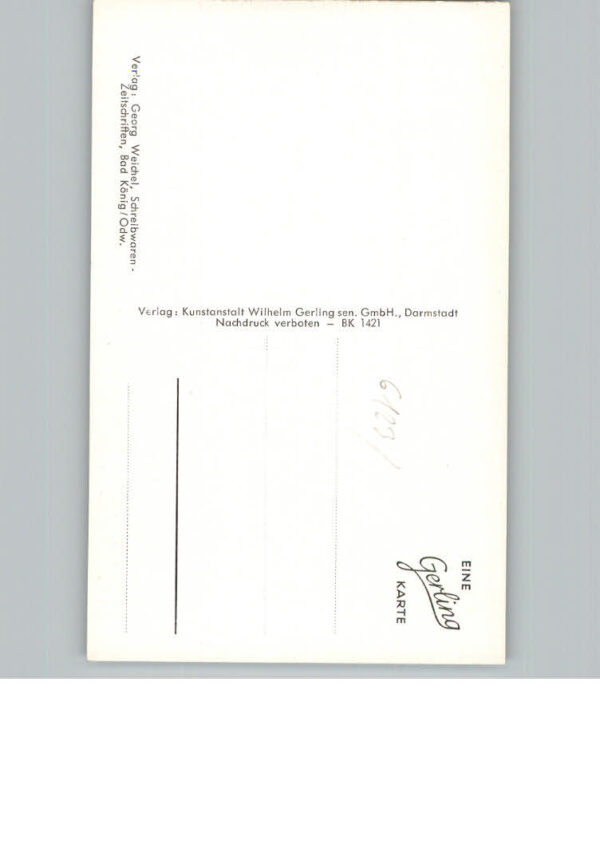 Verlag: Georg Weichel, Schreibwaren -
Zeitschriften, Bad König/Odw.
Verlag: Kunstanstalt Wilhelm Gerling sen. GmbH., Darmstadt
Nachdruck verboten – BK 1421
EINE
Gerling
KARTE